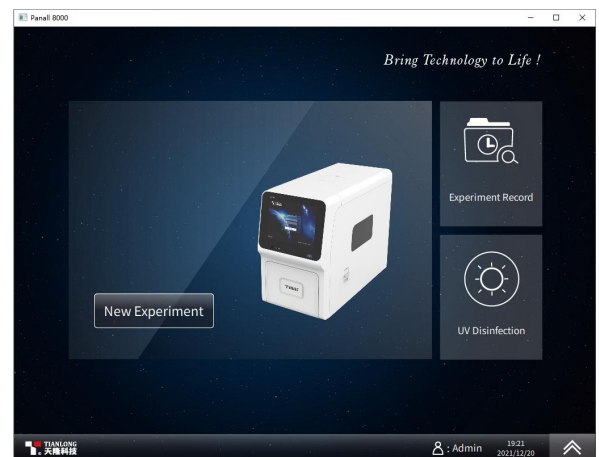 Panall 8000
Bring Technology to Life !
Experiment Record
New Experiment
UV Disinfection
TIANLONG
天隆科技
: Admin
19:21
2021/12/20